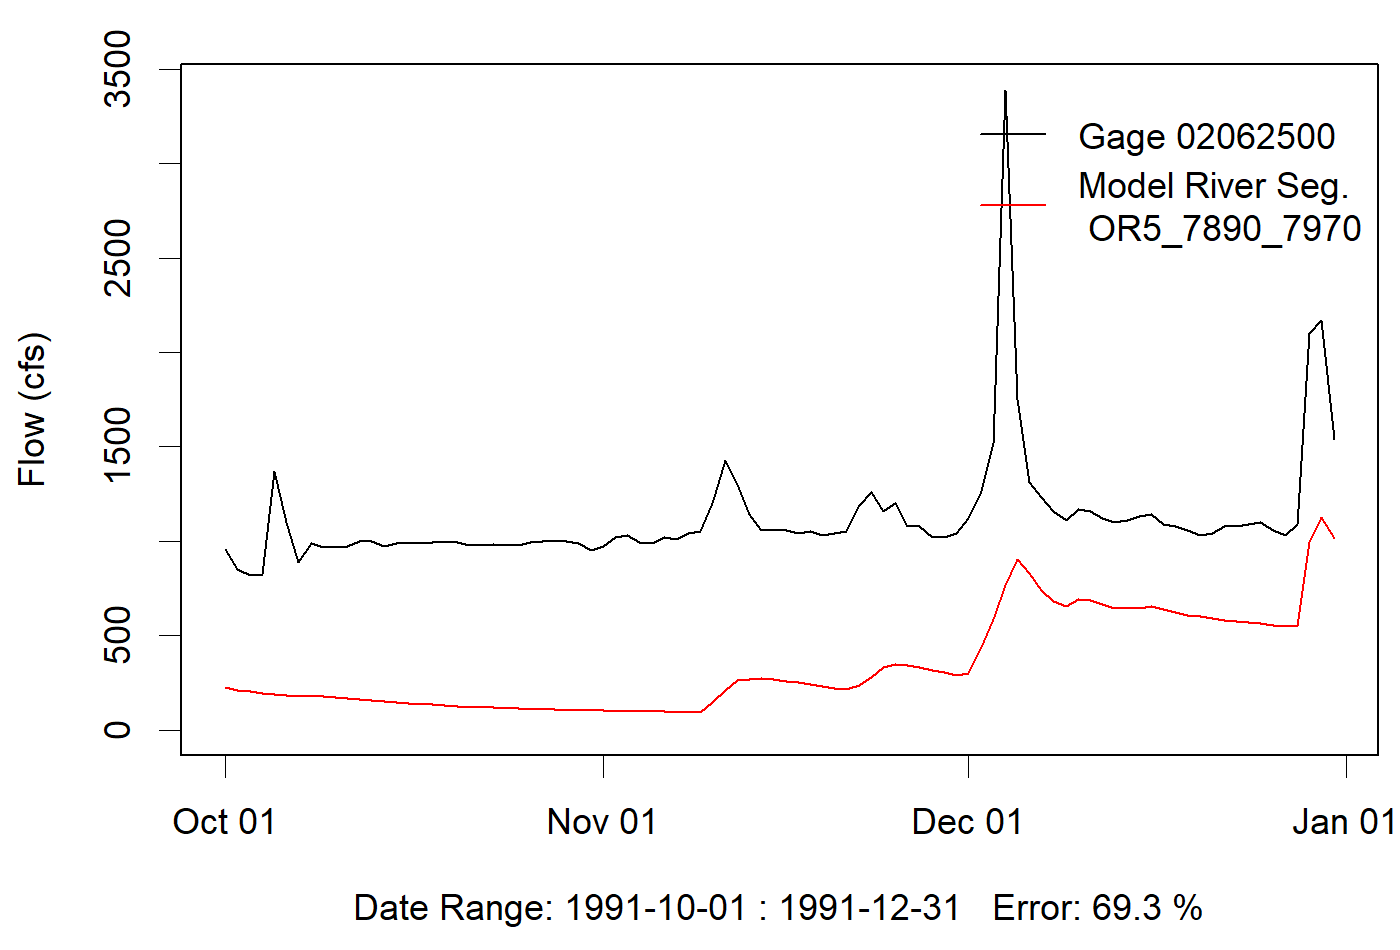 3500
2500
1500
500
0
Flow (cfs)
Gage 02062500
Model River Seg.
OR5_7890_7970
Oct 01 Nov 01 Dec 01 Jan 01
Date Range: 1991-10-01 : 1991-12-31 Error: 69.3 %